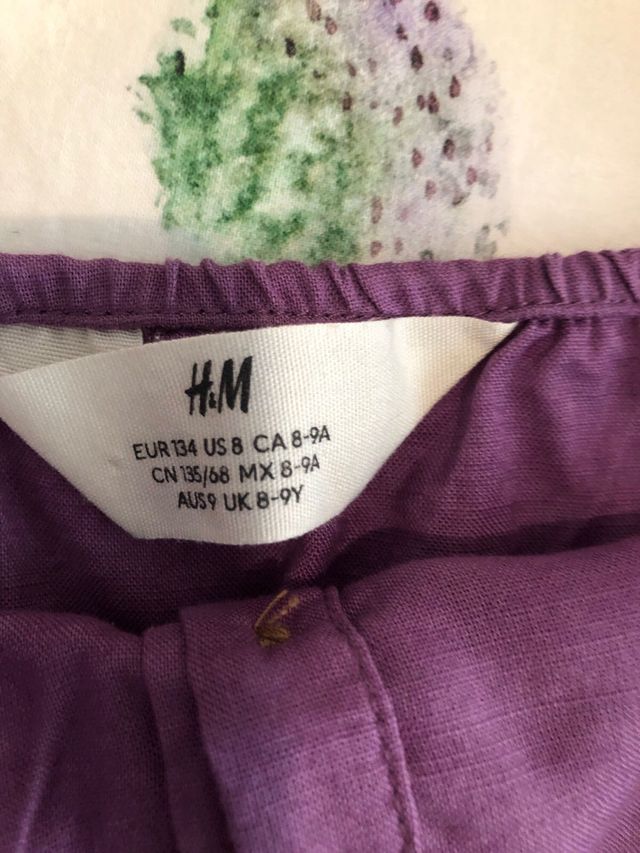 H&M
EUR 134 US 8 CA 8-9A
CN 135/68 MX 8-9A
AUS 9 UK 8-9Y